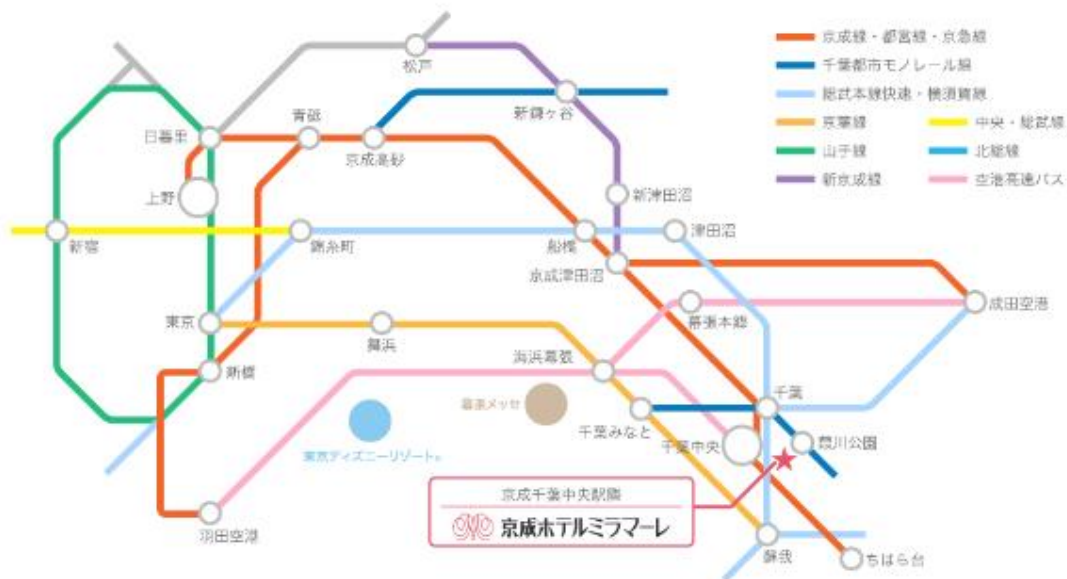 京成線・都営線・京急線
千葉都市モノレール線
総武本線快速・横須賀線
京葉線
中央・総武線
山手線
北総線
新京成線
空港高速バス
松戸
新鎌ヶ谷
青砥
日暮里
京成高砂
上野
新津田沼
新宿
錦糸町
船橋
津田沼
京成津田沼
成田空港
東京
舞浜
幕張本郷
海浜幕張
新橋
幕張メッセ
千葉
千葉みなと
千葉中央
葭川公園
東京ディズニーリゾート®
京成千葉中央駅隣
京成ホテルミラマーレ
羽田空港
蘇我
ちはら台